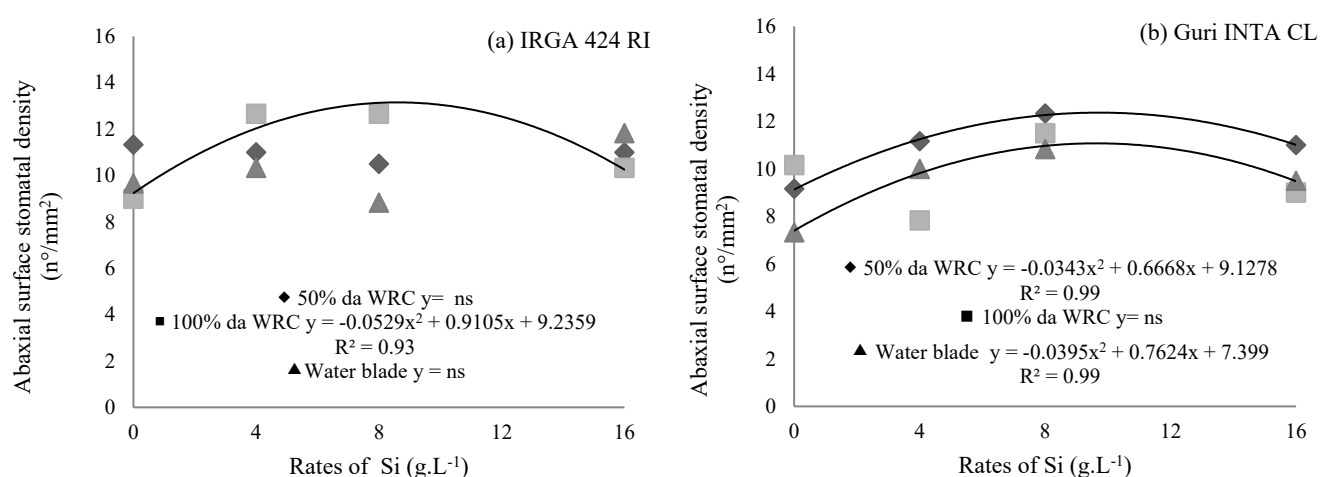 (a) IRGA 424 RI
Abaxial surface stomatal density
(n°/mm²)
16
14
12
10
8
6
4
2
0
50% da WRC y= ns
100% da WRC y = -0.0529x² + 0.9105x + 9.2359
R² = 0.93
Water blade y = ns
0 4 8 16
Rates of Si (g.L⁻¹)
(b) Guri INTA CL
Abaxial surface stomatal density
(n°/mm²)
16
14
12
10
8
6
4
2
0
50% da WRC y = -0.0343x² + 0.6668x + 9.1278
R² = 0.99
100% da WRC y= ns
Water blade y = -0.0395x² + 0.7624x + 7.399
R² = 0.99
0 4 8 16
Rates of Si (g.L⁻¹)